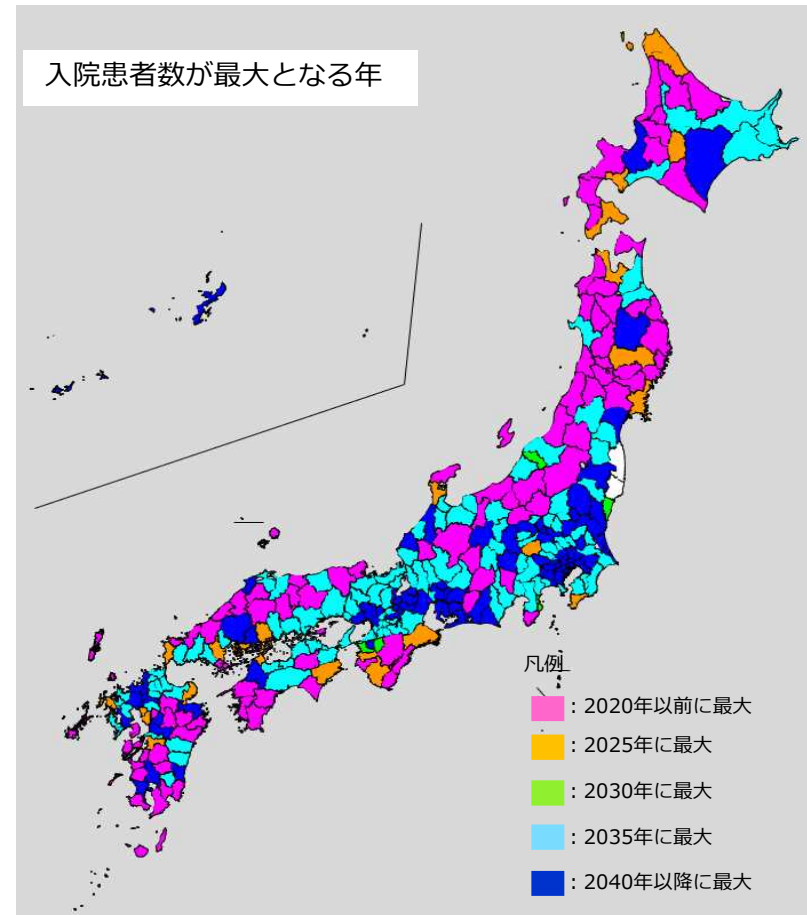 入院患者数が最大となる年
凡例
：2020年以前に最大
：2025年に最大
：2030年に最大
：2035年に最大
：2040年以降に最大